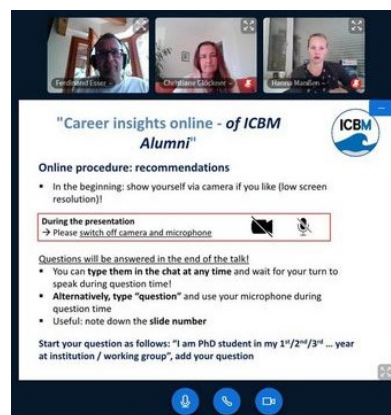 Ferdinand Esser
Christiane Glöckner
Hanna Marißen
"Career insights online - of ICBM
Alumni"
ICBM
Online procedure: recommendations
▪ In the beginning: show yourself via camera if you like (low screen
resolution)!
During the presentation
→ Please switch off camera and microphone
Questions will be answered in the end of the talk!
▪ You can type them in the chat at any time and wait for your turn to
speak during question time!
▪ Alternatively, type "question" and use your microphone during
question time
▪ Useful: note down the slide number
Start your question as follows: "I am PhD student in my 1st/2nd/3rd ... year
at institution / working group", add your question